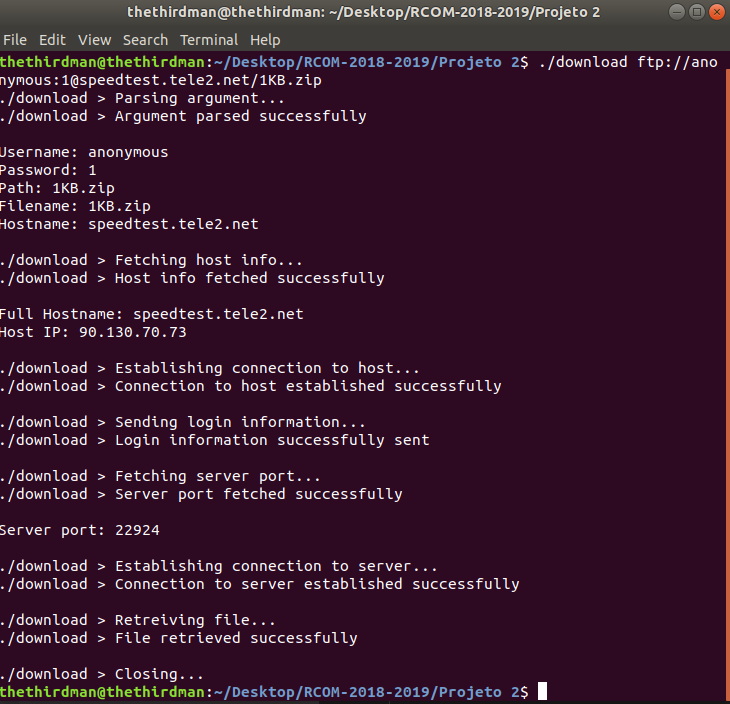 thethirdman@thethirdman: ~/Desktop/RCOM-2018-2019/Projeto 2
File Edit View Search Terminal Help
thethirdman@thethirdman:~/Desktop/RCOM-2018-2019/Projeto 2$ ./download ftp://ano
nymous:1@speedtest.tele2.net/1KB.zip
./download > Parsing argument...
./download > Argument parsed successfully
Username: anonymous
Password: 1
Path: 1KB.zip
Filename: 1KB.zip
Hostname: speedtest.tele2.net
./download > Fetching host info...
./download > Host info fetched successfully
Full Hostname: speedtest.tele2.net
Host IP: 90.130.70.73
./download > Establishing connection to host...
./download > Connection to host established successfully
./download > Sending login information...
./download > Login information successfully sent
./download > Fetching server port...
./download > Server port fetched successfully
Server port: 22924
./download > Establishing connection to server...
./download > Connection to server established successfully
./download > Retreiving file...
./download > File retrieved successfully
./download > Closing...
thethirdman@thethirdman:~/Desktop/RCOM-2018-2019/Projeto 2$